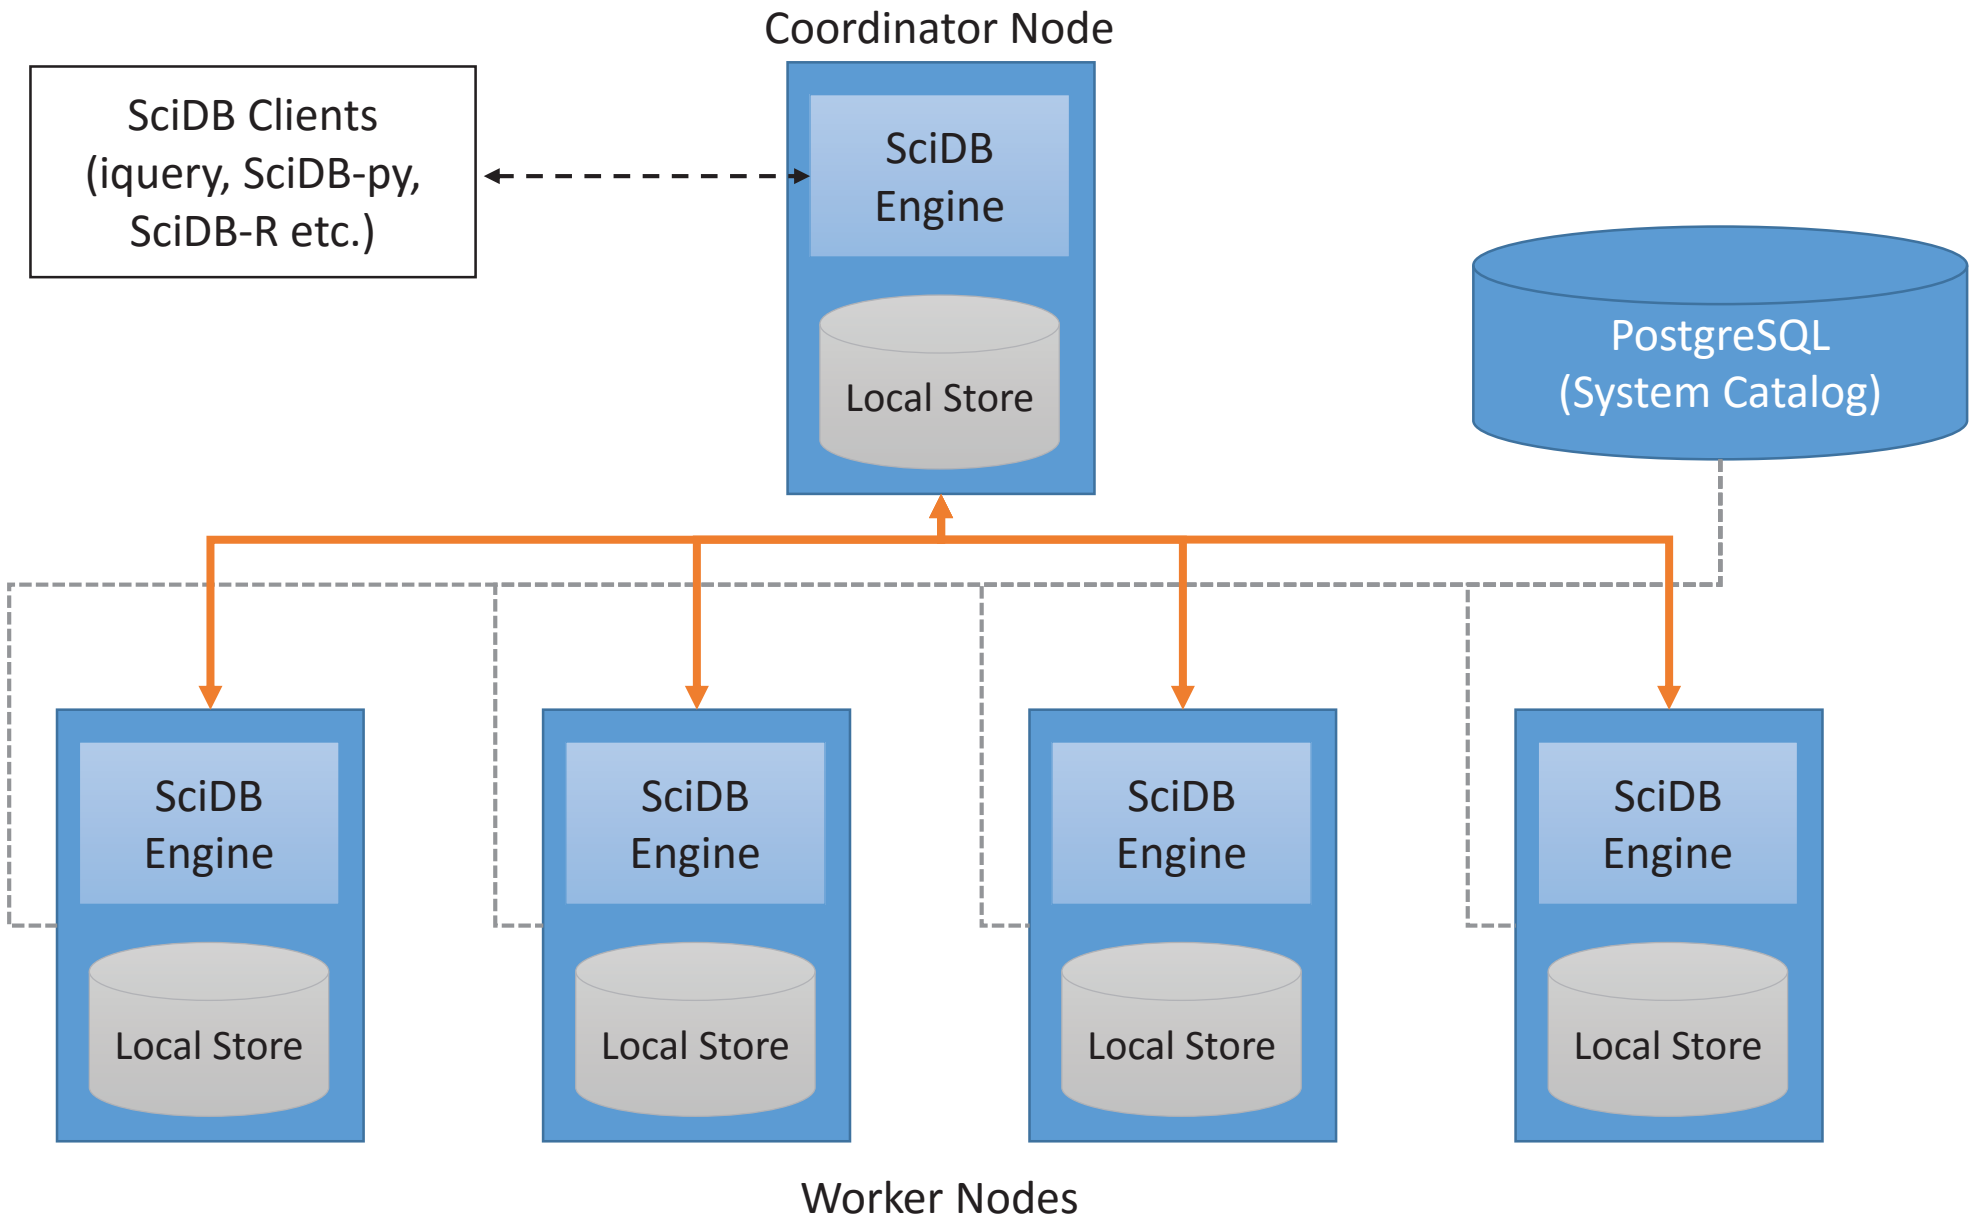 Coordinator Node
SciDB Clients
(iquery, SciDB-py,
SciDB-R etc.)
SciDB
Engine
Local Store
PostgreSQL
(System Catalog)
SciDB
Engine
Local Store
SciDB
Engine
Local Store
SciDB
Engine
Local Store
SciDB
Engine
Local Store
Worker Nodes